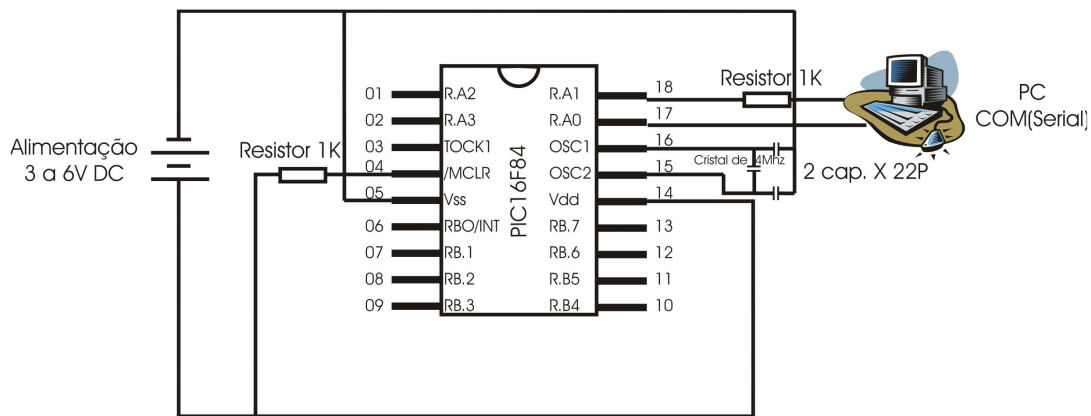 Alimentação
3 a 6V DC
Resistor 1K
01
02
03
04
05
06
07
08
09
R.A2
R.A3
TOCK1
/MCLR
Vss
RBO/INT
RB.1
RB.2
RB.3
PIC16F84
R.A1
R.A0
OSC1
OSC2
Vdd
RB.7
RB.6
R.B5
R.B4
18
17
16
15
14
13
12
11
10
Resistor 1K
Cristal de 4Mhz
2 cap. X 22P
PC
COM(Serial)